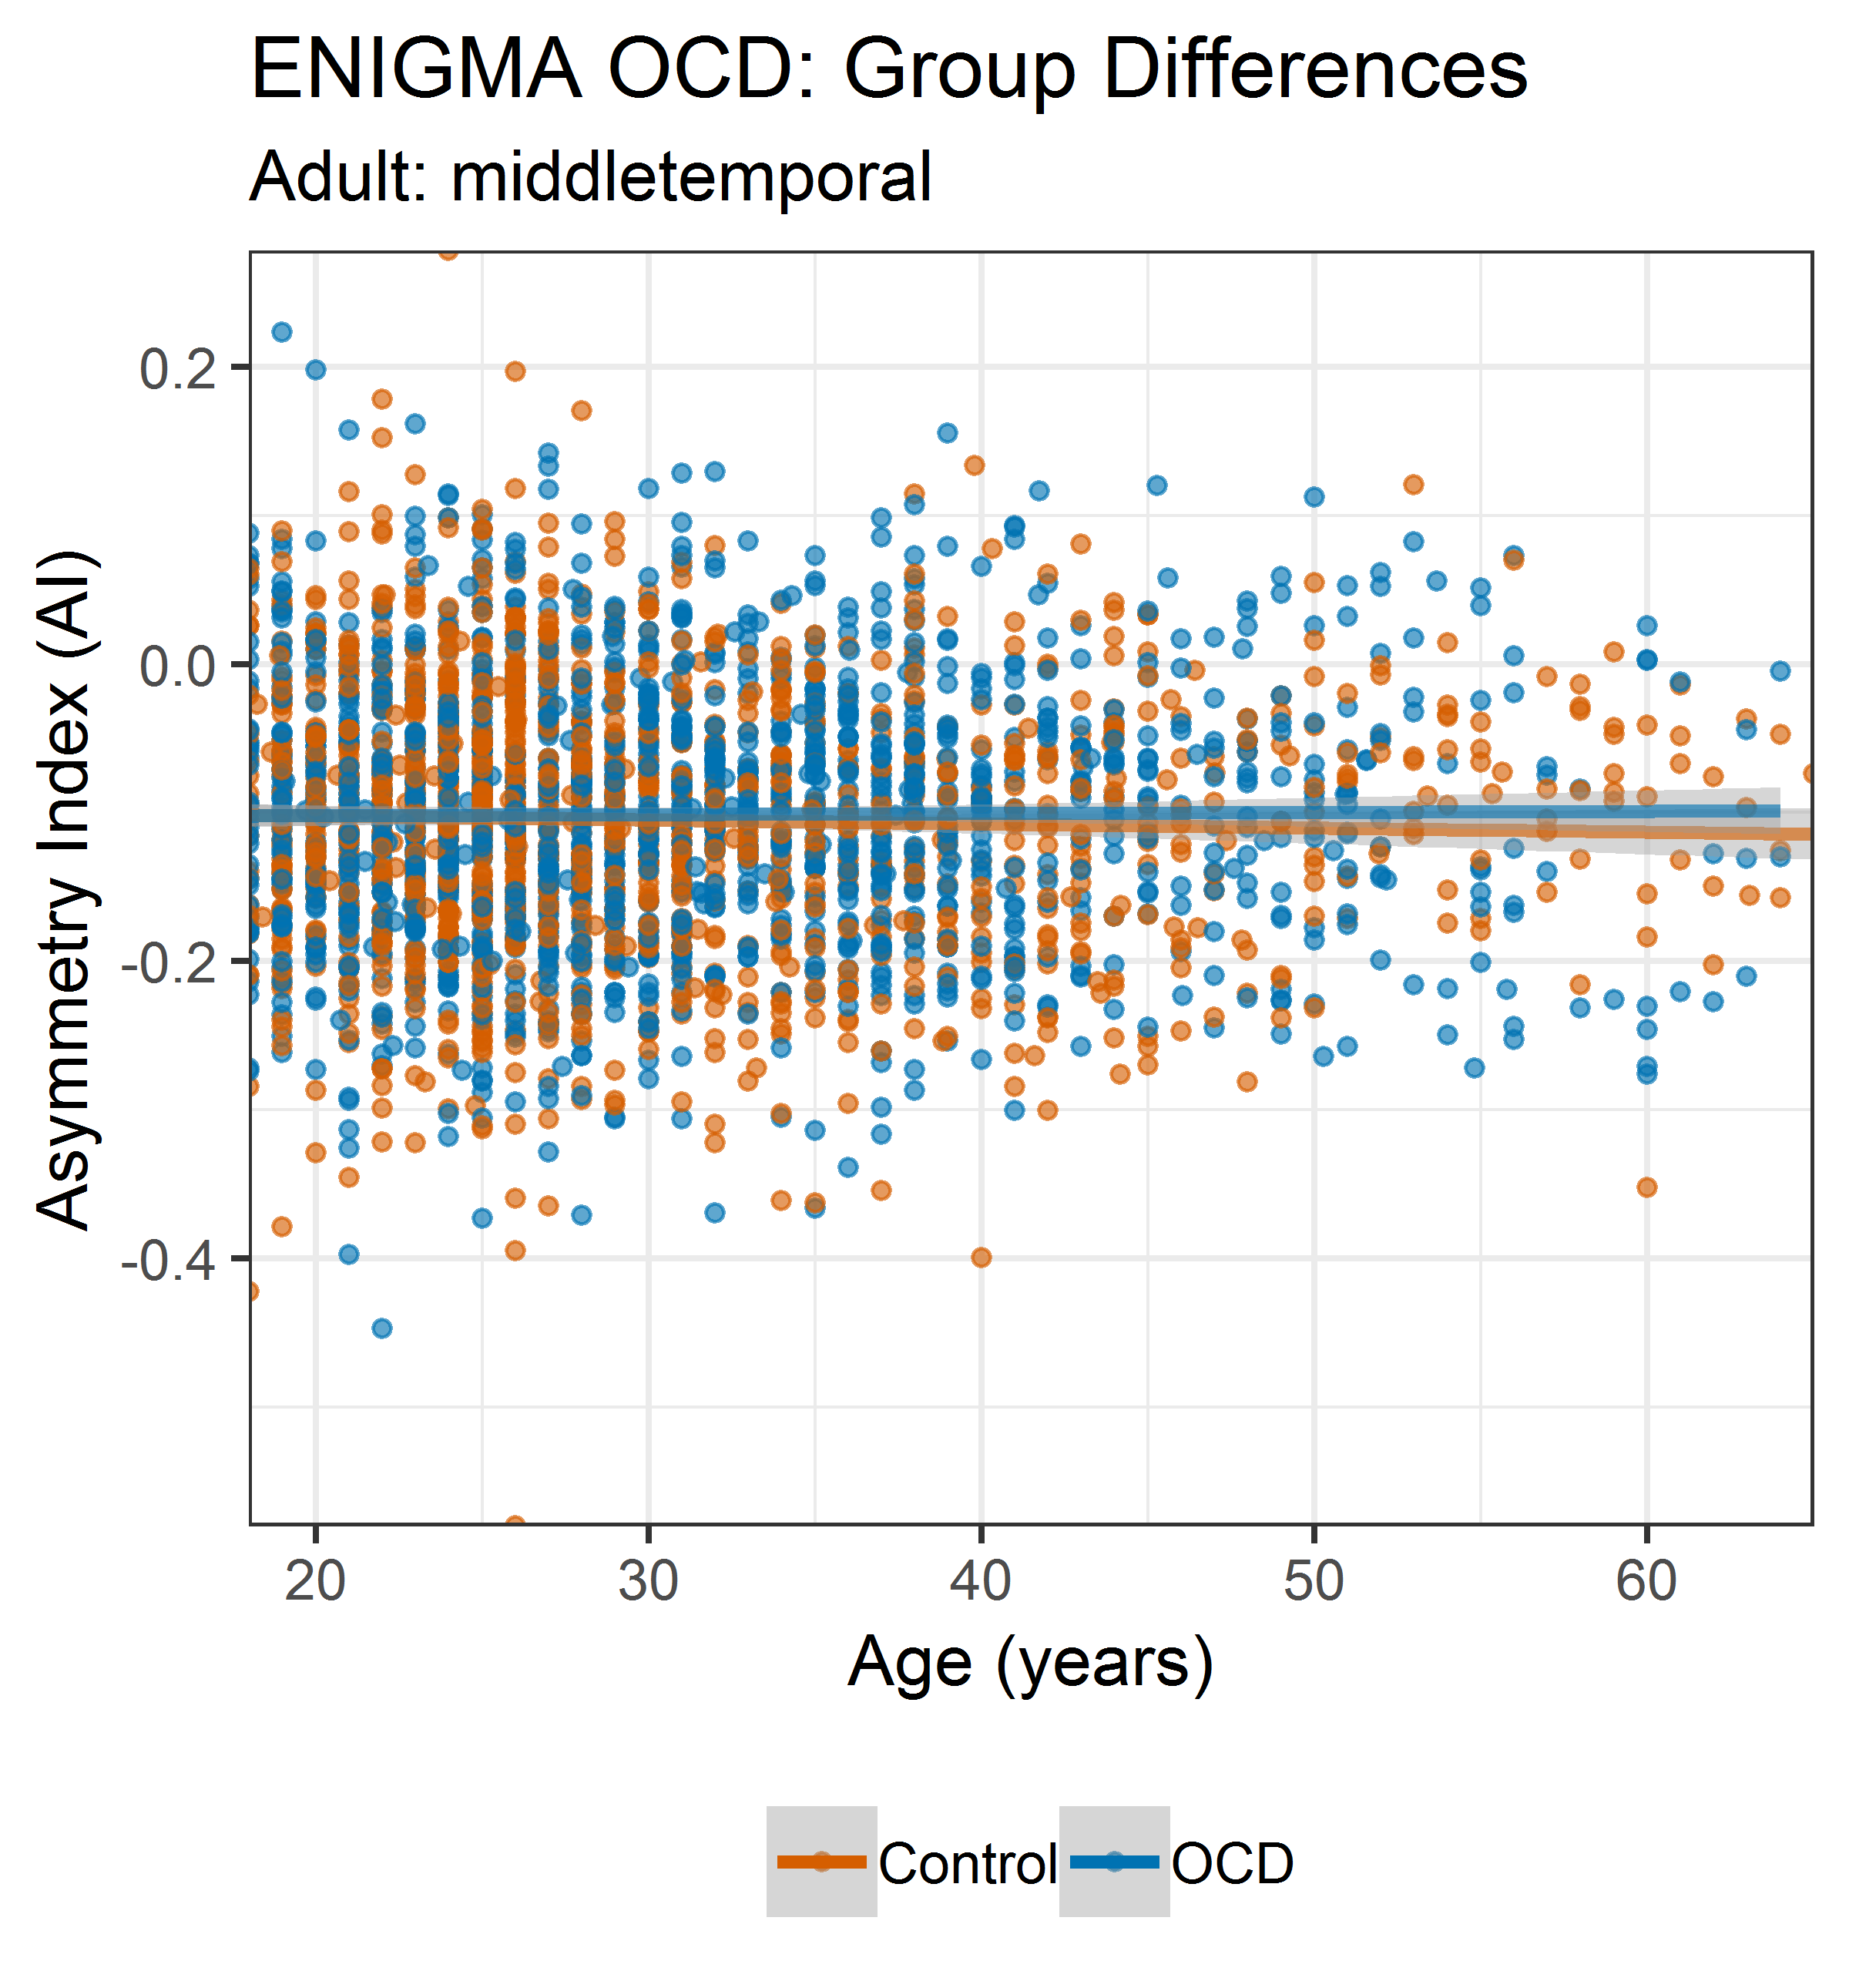 ENIGMA OCD: Group Differences
Adult: middletemporal
Asymmetry Index (AI)
0.2
0.0
-0.2
-0.4
20 30 40 50 60
Age (years)
Control OCD